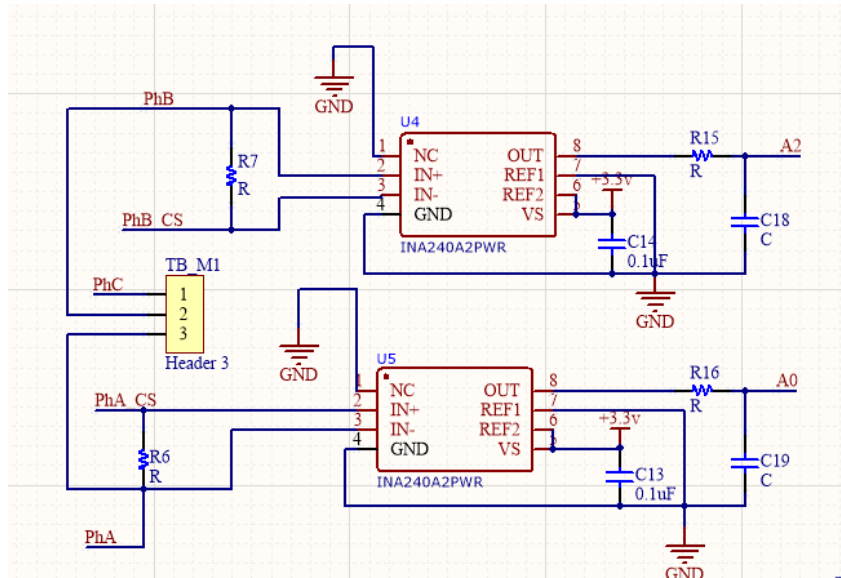 PhB
R7
R
PhB_CS
GND
U4
1
2
3
4
NC
IN+
IN-
GND
OUT
REF1
REF2
VS
8
7
6
INA240A2PWR
+3.3v
C14
0.1uF
R15
R
A2
C18
C
GND
TB_M1
PhC
1
2
3
Header 3
GND
PhA_CS
R6
R
PhA
U5
1
2
3
4
NC
IN+
IN-
GND
OUT
REF1
REF2
VS
8
7
6
INA240A2PWR
+3.3v
C13
0.1uF
R16
R
A0
C19
C
GND